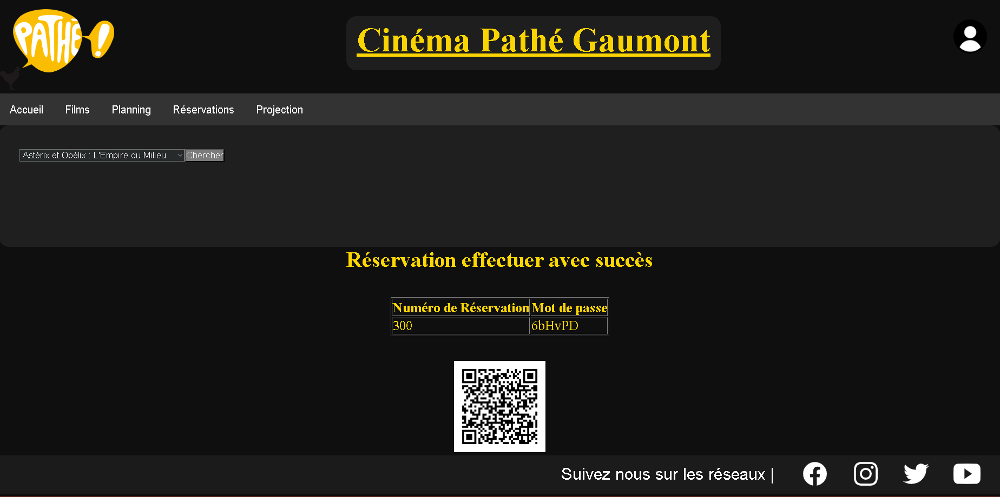 PATHÉ!
Cinéma Pathé Gaumont
Accueil Films Planning Réservations Projection
Astérix et Obélix : L'Empire du Milieu Chercher
Réservation effectuer avec succès
Numéro de Réservation Mot de passe
300 6bHvPD
Suivez nous sur les réseaux |